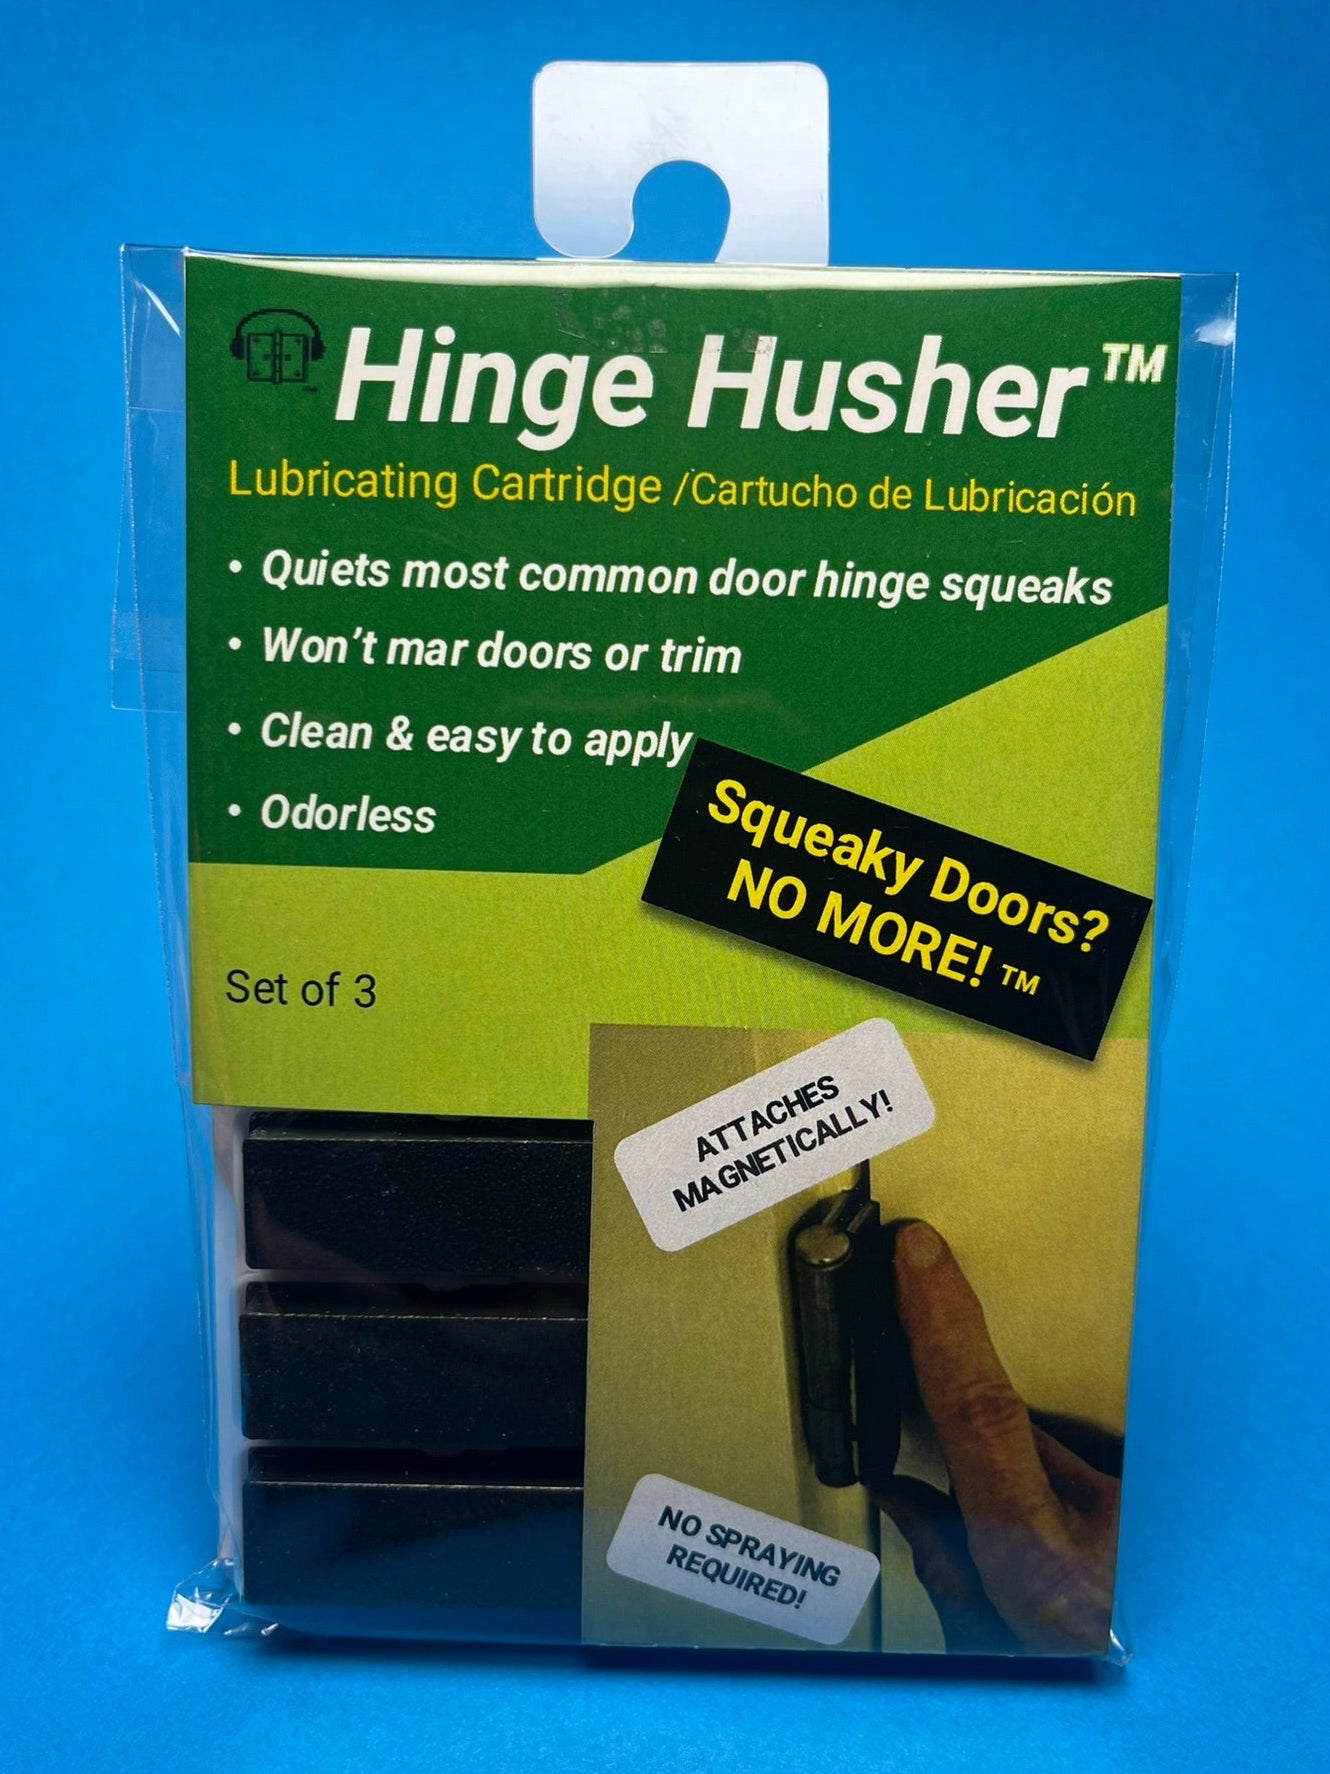 Hinge Husher™
Lubricating Cartridge /Cartucho de Lubricación
• Quiets most common door hinge squeaks
• Won't mar doors or trim
• Clean & easy to apply
• Odorless
Squeaky Doors?
NO MORE! ™
Set of 3
ATTACHES
MAGNETICALLY!
NO SPRAYING
REQUIRED!